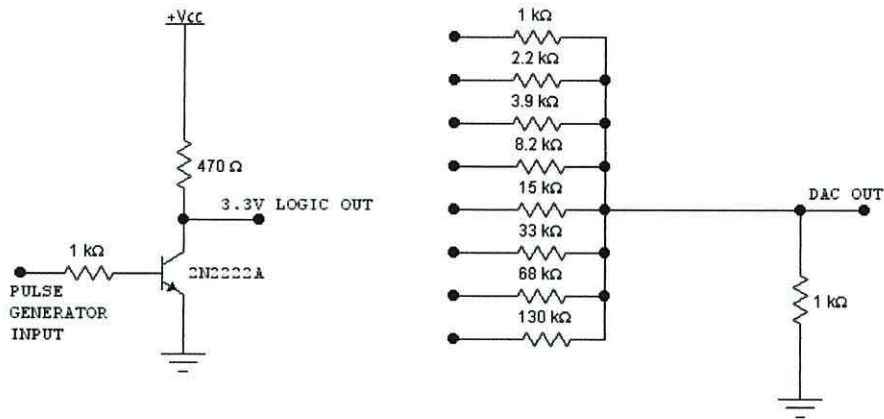 +Vcc
470 Ω
3.3V LOGIC OUT
1 kΩ
2N2222A
PULSE
GENERATOR
INPUT
1 kΩ
2.2 kΩ
3.9 kΩ
8.2 kΩ
15 kΩ
33 kΩ
68 kΩ
130 kΩ
DAC OUT
1 kΩ